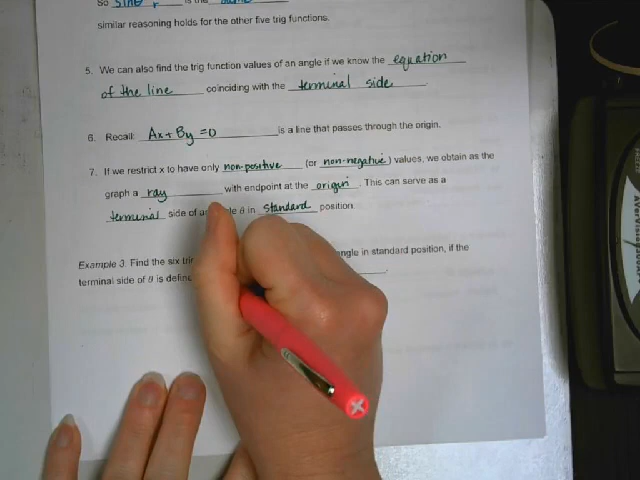 So sinθ is the same
similar reasoning holds for the other five trig functions.
5. We can also find the trig function values of an angle if we know the equation
of the line coinciding with the terminal side.
6. Recall: Ax + By = 0 is a line that passes through the origin.
7. If we restrict x to have only non-positive (or non-negative) values, we obtain as the
graph a ray with endpoint at the origin. This can serve as a
terminal side of θ in standard position.
Example 3. Find the six angle in standard position, if the
terminal side of θ is